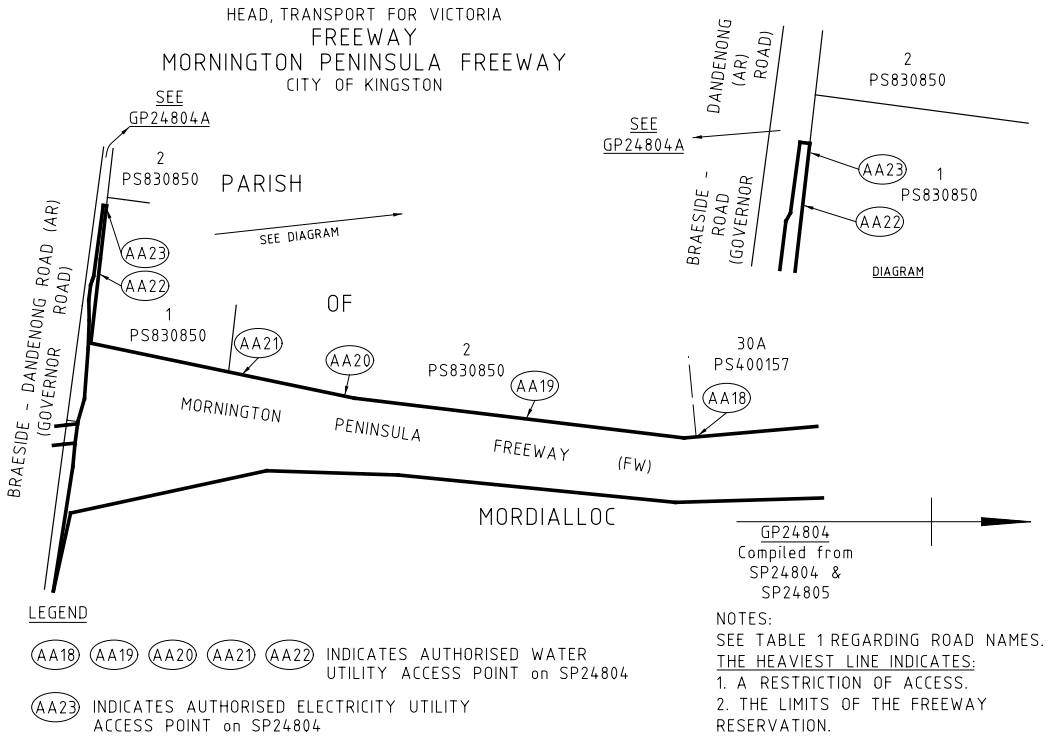 HEAD, TRANSPORT FOR VICTORIA
FREEWAY
MORNINGTON PENINSULA FREEWAY
CITY OF KINGSTON
SEE
GP24804A
2
PS830850
PARISH
SEE DIAGRAM
BRAESIDE - DANDENONG ROAD (AR)
(GOVERNOR ROAD)
AA23
AA22
OF
1
PS830850
AA21
AA20
2
PS830850
AA19
30A
PS400157
AA18
MORNINGTON PENINSULA FREEWAY (FW)
MORDIALLOC
BRAESIDE - DANDENONG
ROAD (AR)
(GOVERNOR ROAD)
2
PS830850
SEE
GP24804A
AA23
1
PS830850
AA22
DIAGRAM
GP24804
Compiled from
SP24804 &
SP24805
LEGEND
AA18 AA19 AA20 AA21 AA22 INDICATES AUTHORISED WATER
UTILITY ACCESS POINT on SP24804
AA23 INDICATES AUTHORISED ELECTRICITY UTILITY
ACCESS POINT on SP24804
NOTES:
SEE TABLE 1 REGARDING ROAD NAMES.
THE HEAVIEST LINE INDICATES:
1. A RESTRICTION OF ACCESS.
2. THE LIMITS OF THE FREEWAY
RESERVATION.